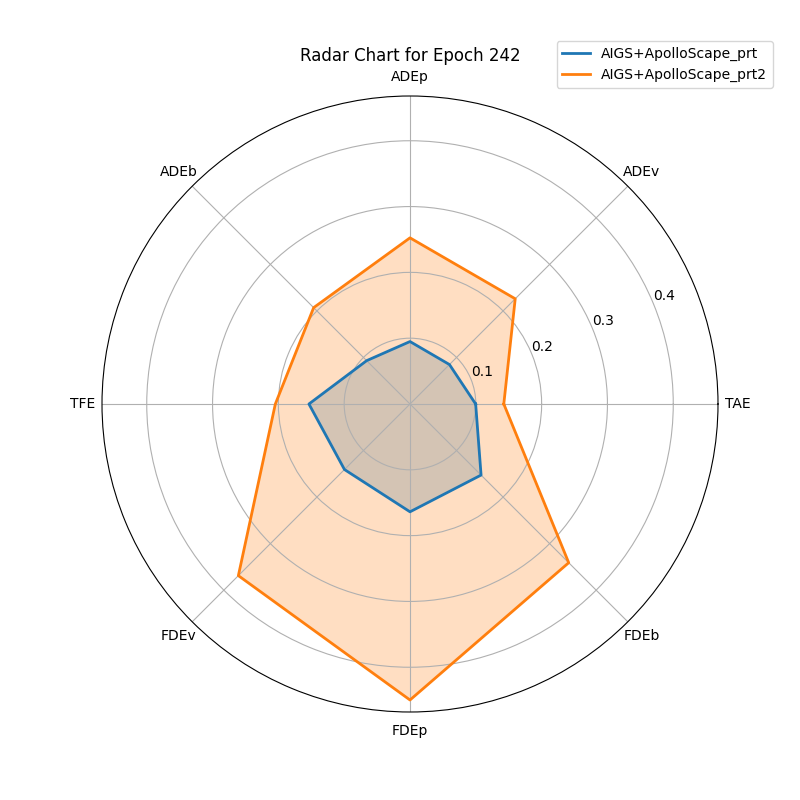 Radar Chart for Epoch 242
AIGS+ApolloScape_prt
AIGS+ApolloScape_prt2
ADEp
ADEb
ADEv
0.4
0.3
0.2
0.1
TFE
TAE
FDEv
FDEb
FDEp